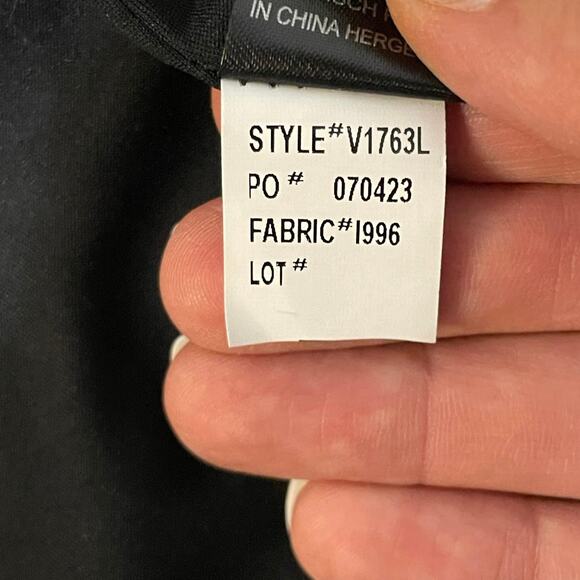 IN CHINA HERGE
STYLE# V1763L
PO # 070423
FABRIC# I996
LOT #